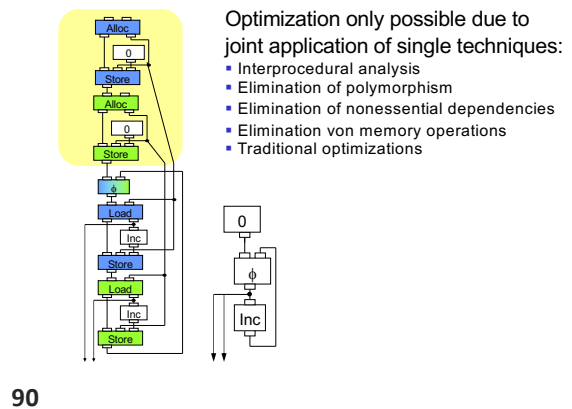 Optimization only possible due to
joint application of single techniques:
Interprocedural analysis
Elimination of polymorphism
Elimination of nonessential dependencies
Elimination von memory operations
Traditional optimizations
Alloc
0
Store
Alloc
0
Store
ϕ
Load
Inc
Store
Load
Inc
Store
0
ϕ
Inc
90